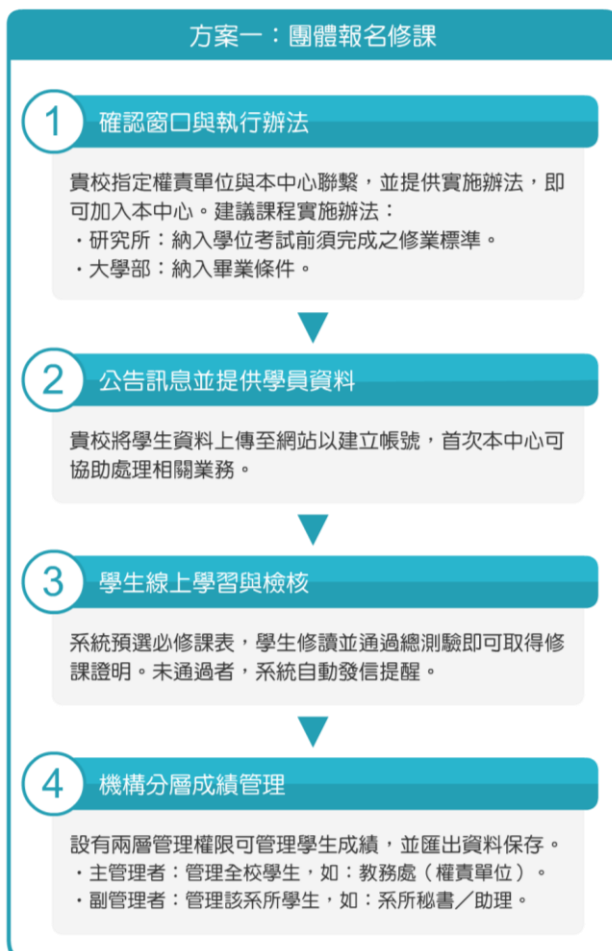 方案一：團體報名修課
1
確認窗口與執行辦法
貴校指定權責單位與本中心聯繫，並提供實施辦法，即
可加入本中心。建議課程實施辦法：
・研究所：納入學位考試前須完成之修業標準。
・大學部：納入畢業條件。
2
公告訊息並提供學員資料
貴校將學生資料上傳至網站以建立帳號，首次本中心可
協助處理相關業務。
3
學生線上學習與檢核
系統預選必修課表，學生修讀並通過總測驗即可取得修
課證明。未通過者，系統自動發信提醒。
4
機構分層成績管理
設有兩層管理權限可管理學生成績，並匯出資料保存。
・主管理者：管理全校學生，如：教務處（權責單位）。
・副管理者：管理該系所學生，如：系所秘書／助理。